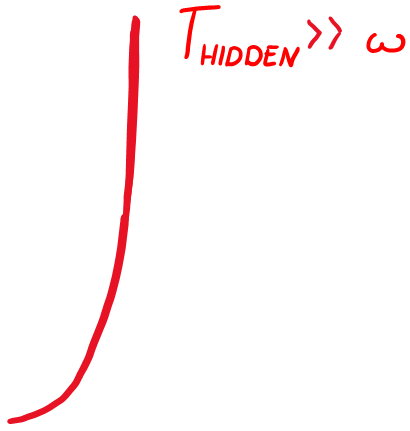 T_HIDDEN >> ω